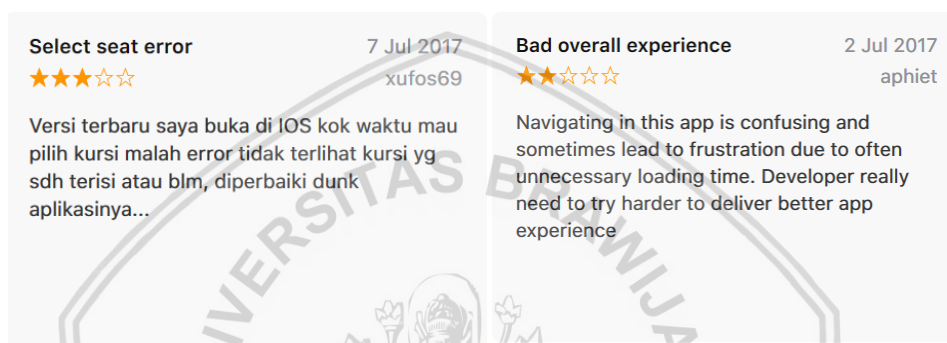 Select seat error
7 Jul 2017
xufos69
Versi terbaru saya buka di IOS kok waktu mau
pilih kursi malah error tidak terlihat kursi yg
sdh terisi atau blm, diperbaiki dunk
aplikasinya...
Bad overall experience
2 Jul 2017
aphiet
Navigating in this app is confusing and
sometimes lead to frustration due to often
unnecessary loading time. Developer really
need to try harder to deliver better app
experience
VERSITAS BRAWIJA